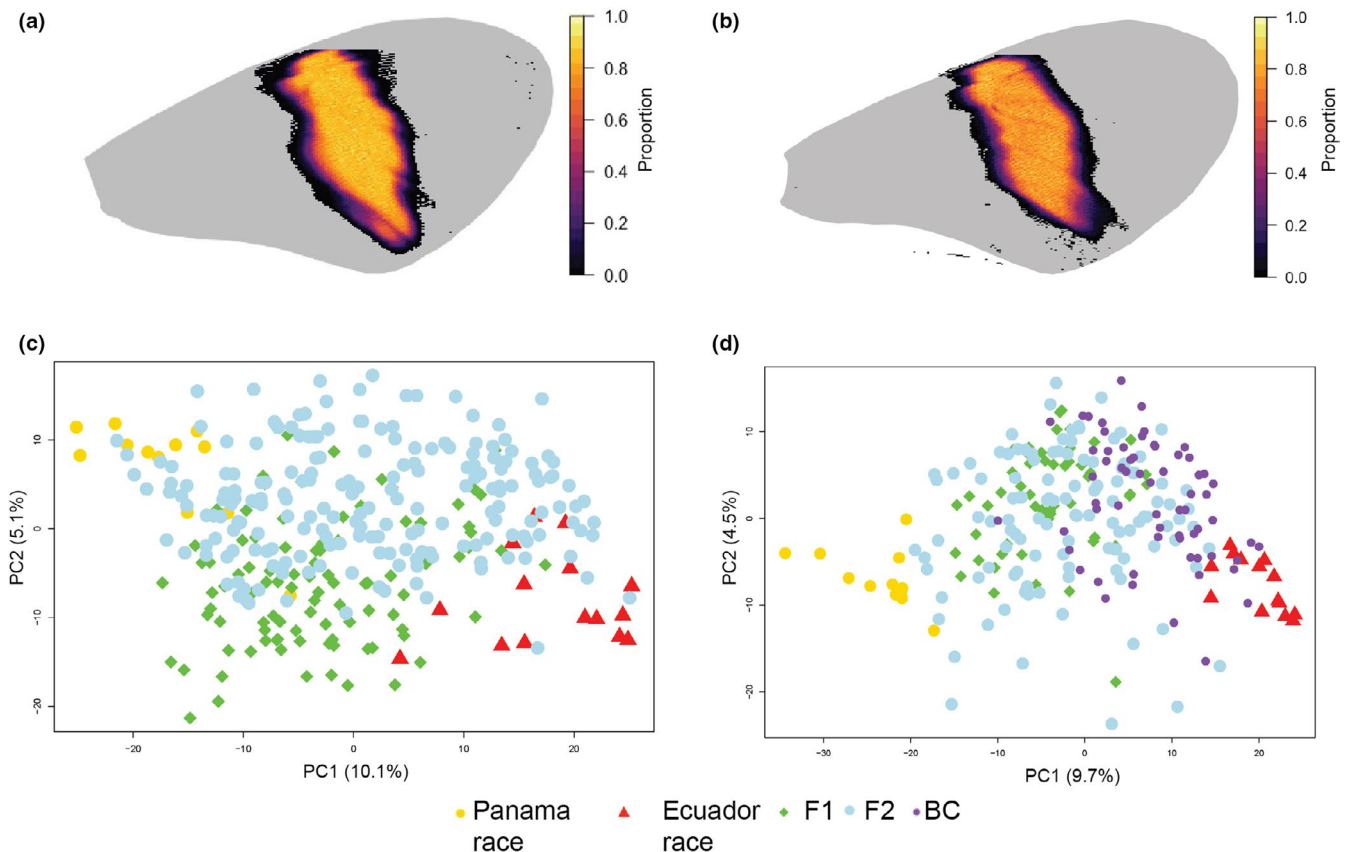 (a)
1.0
0.8
0.6
0.4
0.2
0.0
Proportion
(b)
1.0
0.8
0.6
0.4
0.2
0.0
Proportion
(c)
PC2 (5.1%)
10
0
−10
−20
−20
−10
0
10
20
PC1 (10.1%)
(d)
PC2 (4.5%)
10
0
−10
−20
−30
−20
−10
0
10
20
PC1 (9.7%)
Panama race
Ecuador race
F1
F2
BC